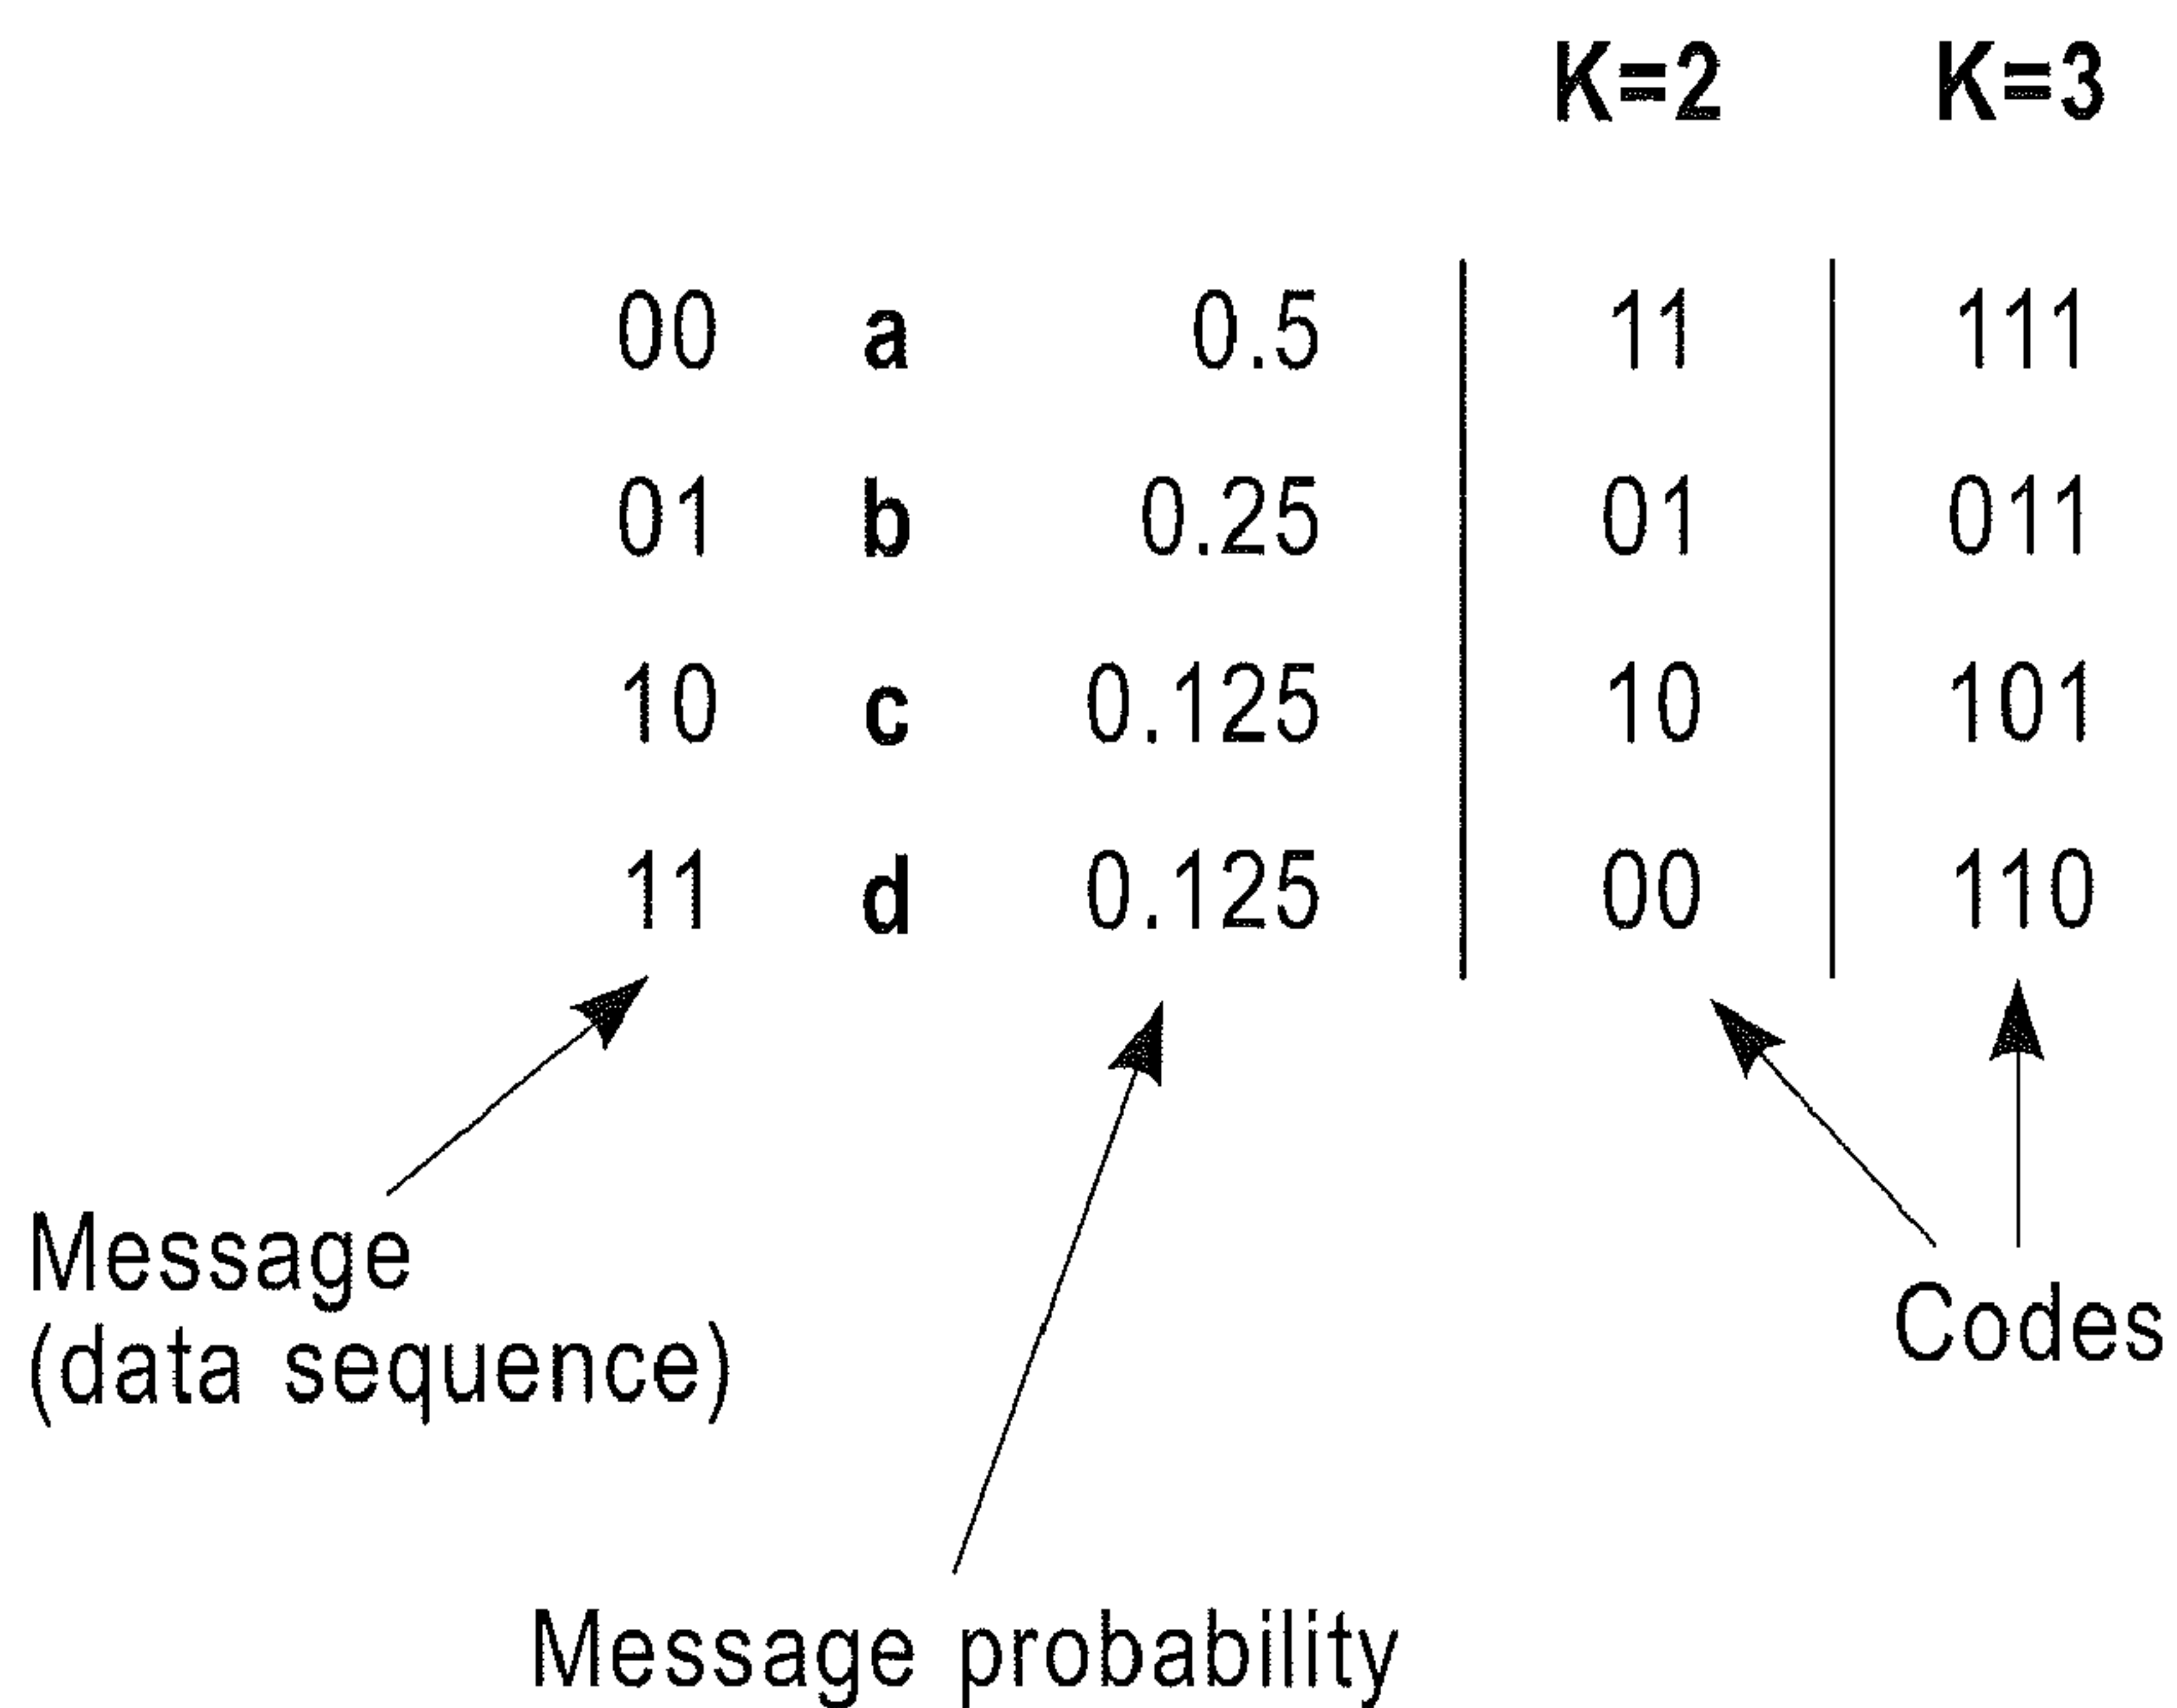 K=2 K=3
00 a 0.5 11 111
01 b 0.25 01 011
10 c 0.125 10 101
11 d 0.125 00 110
Message
(data sequence)
Codes
Message probability